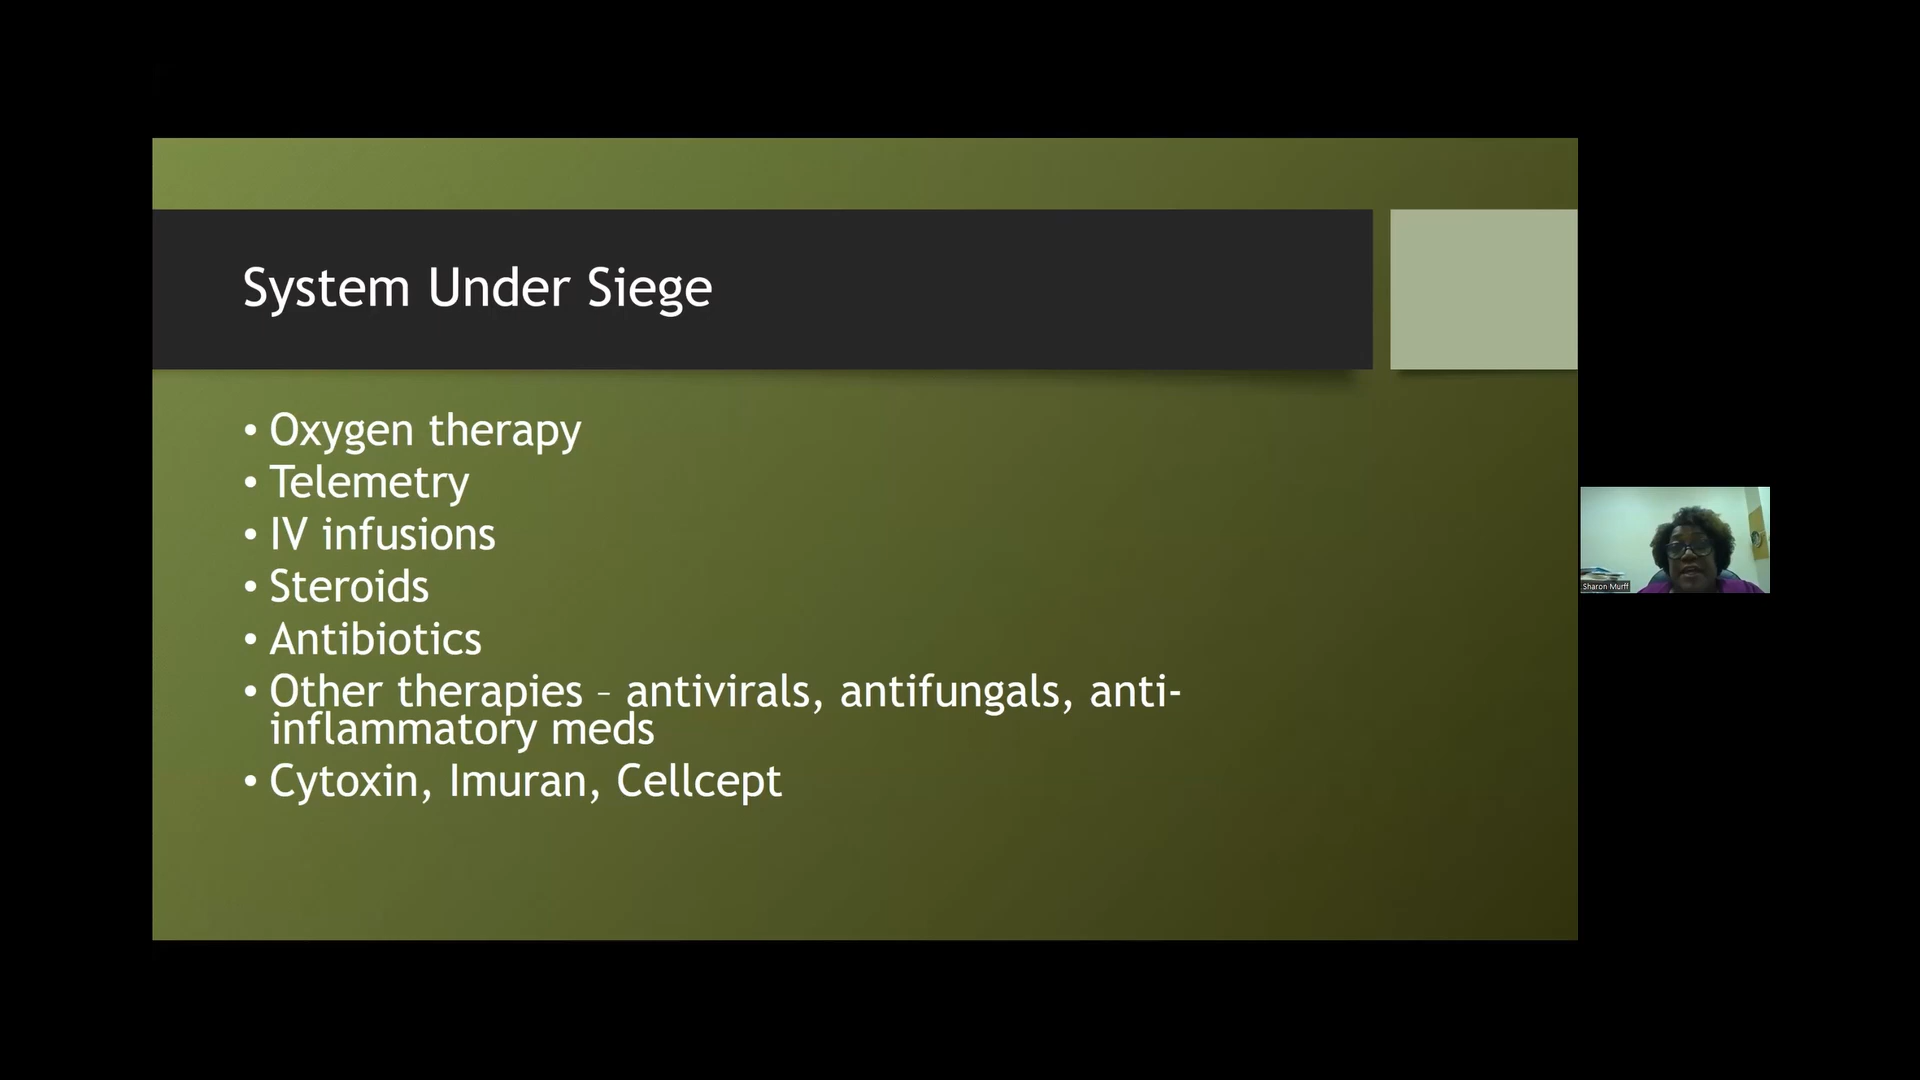 System Under Siege
• Oxygen therapy
• Telemetry
• IV infusions
• Steroids
• Antibiotics
• Other therapies – antivirals, antifungals, anti-
inflammatory meds
• Cytoxin, Imuran, Cellcept
Sharon Murff